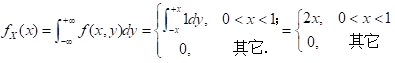 f_X(x) = ∫_{-∞}^{+∞} f(x, y)dy = { ∫_{-x}^{+x} 1dy, 0 < x < 1; 0, 其它. = { 2x, 0 < x < 1 0, 其它